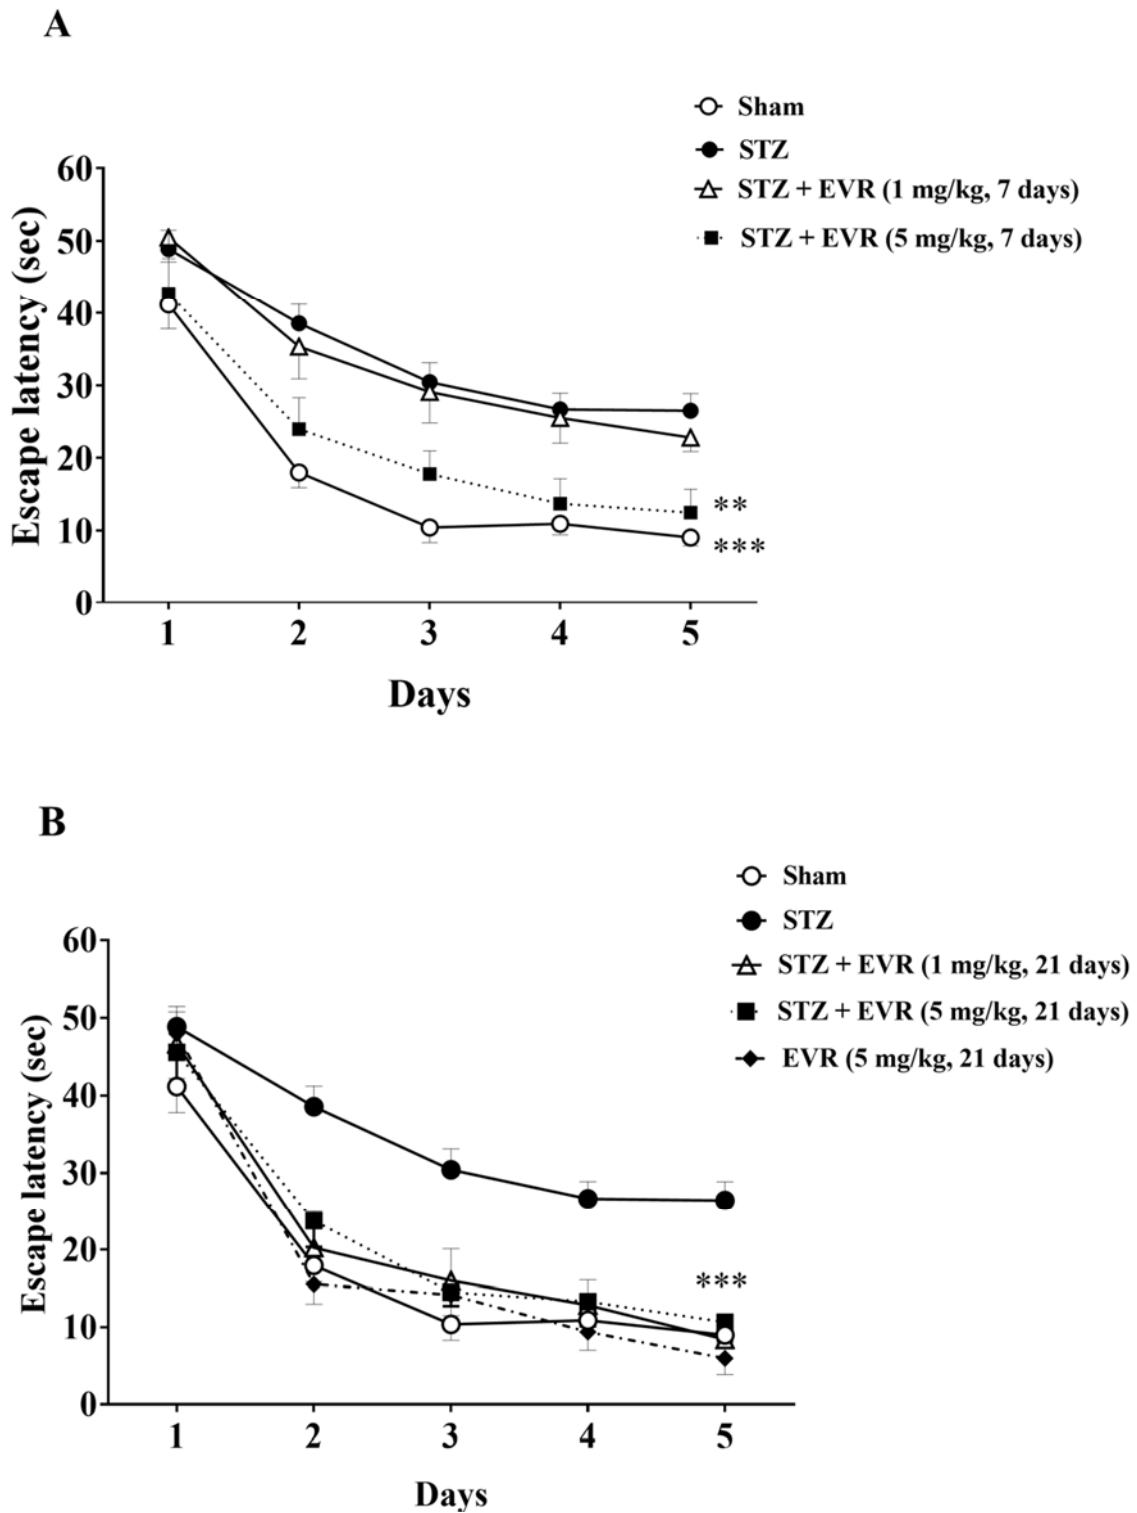 A
Sham
STZ
STZ + EVR (1 mg/kg, 7 days)
STZ + EVR (5 mg/kg, 7 days)
Escape latency (sec)
60
50
40
30
20
10
0
**
***
1 2 3 4 5
Days
B
Sham
STZ
STZ + EVR (1 mg/kg, 21 days)
STZ + EVR (5 mg/kg, 21 days)
EVR (5 mg/kg, 21 days)
Escape latency (sec)
60
50
40
30
20
10
0
***
1 2 3 4 5
Days